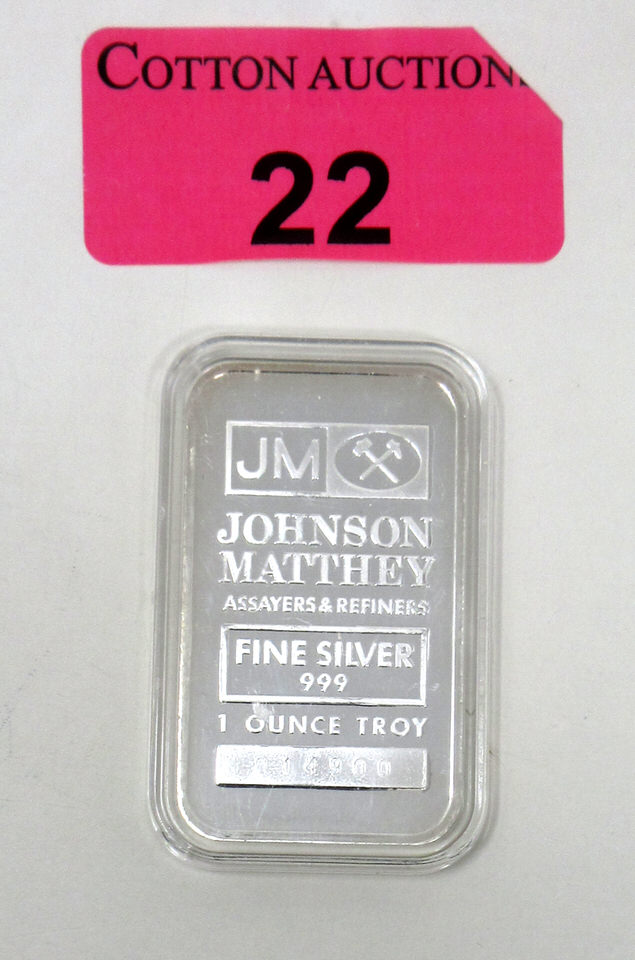 COTTON AUCTION
22
JM
JOHNSON
MATTHEY
ASSAYERS & REFINERS
FINE SILVER
999
1 OUNCE TROY